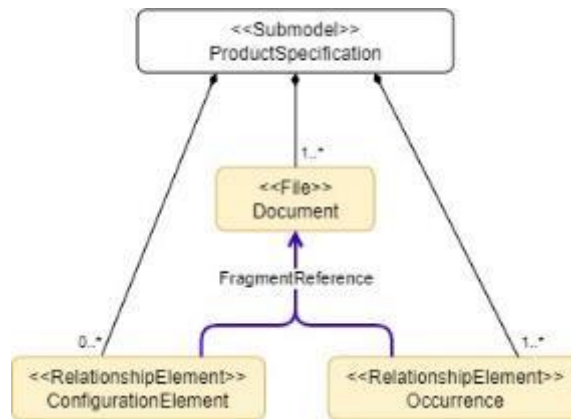 <<Submodel>>
ProductSpecification
1..*
<<File>>
Document
FragmentReference
0..*
1..*
<<RelationshipElement>>
ConfigurationElement
<<RelationshipElement>>
Occurrence